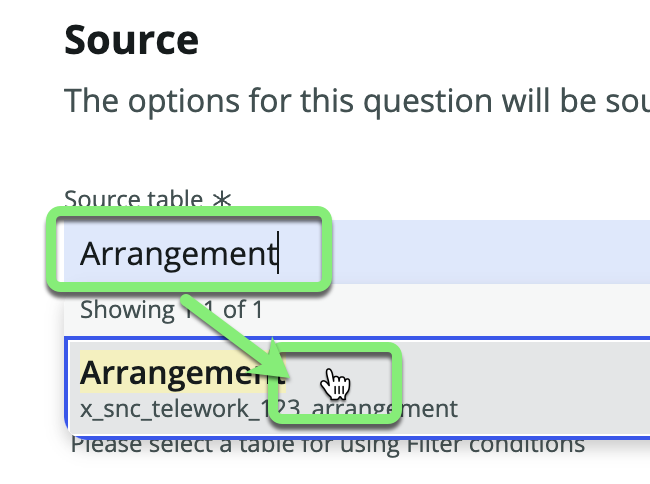 Source
The options for this question will be sou
Source table *
Arrangement
Showing 1-1 of 1
Arrangement
x_snc_telework_123_arrangement
Please select a table for using Filter conditions